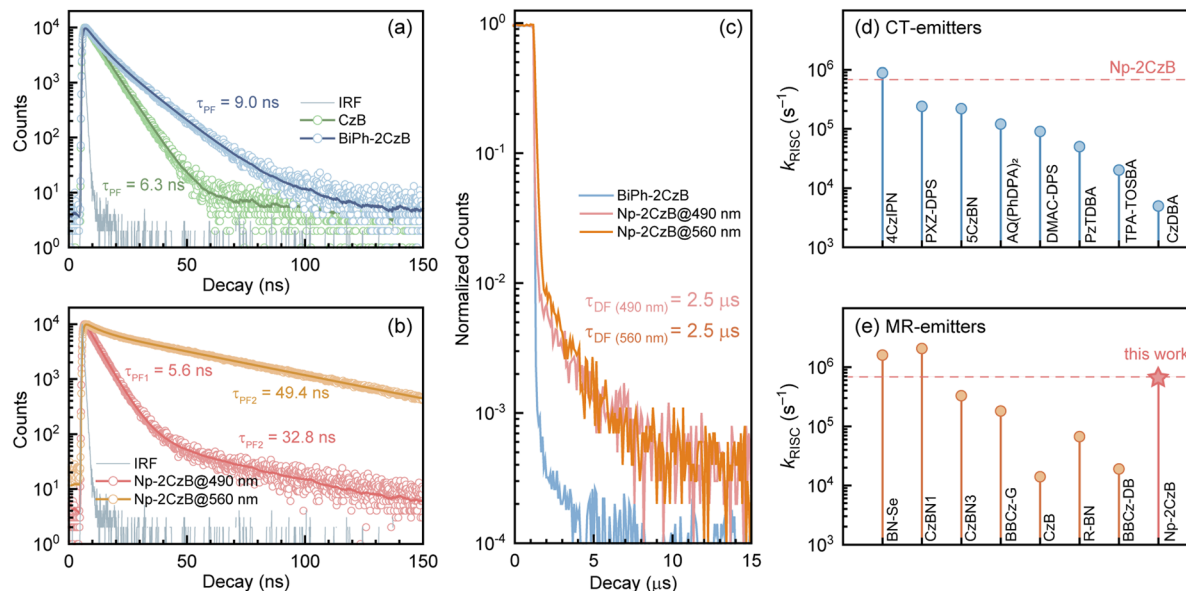 (a)
10⁴
10³
10²
10¹
10⁰
Counts
τPF = 9.0 ns
τPF = 6.3 ns
IRF
CzB
BiPh-2CzB
0
50
100
150
Decay (ns)
(b)
10⁴
10³
10²
10¹
10⁰
Counts
τPF1 = 5.6 ns
τPF2 = 49.4 ns
τPF2 = 32.8 ns
IRF
Np-2CzB@490 nm
Np-2CzB@560 nm
0
50
100
150
Decay (ns)
(c)
10⁰
10⁻¹
10⁻²
10⁻³
10⁻⁴
Normalized Counts
BiPh-2CzB
Np-2CzB@490 nm
Np-2CzB@560 nm
τDF (490 nm) = 2.5 μs
τDF (560 nm) = 2.5 μs
0
5
10
15
Decay (μs)
(d) CT-emitters
Np-2CzB
10⁶
10⁵
10⁴
10³
kRISC (s⁻¹)
4CzIPN
PXZ-DPS
5CzBN
AQ(PhDPA)₂
DMAC-DPS
PzTDBA
TPA-TOSBA
CzDBA
(e) MR-emitters
this work
10⁶
10⁵
10⁴
10³
kRISC (s⁻¹)
BN-Se
CzBN1
CzBN3
BBCz-G
CzB
R-BN
BBCz-DB
Np-2CzB